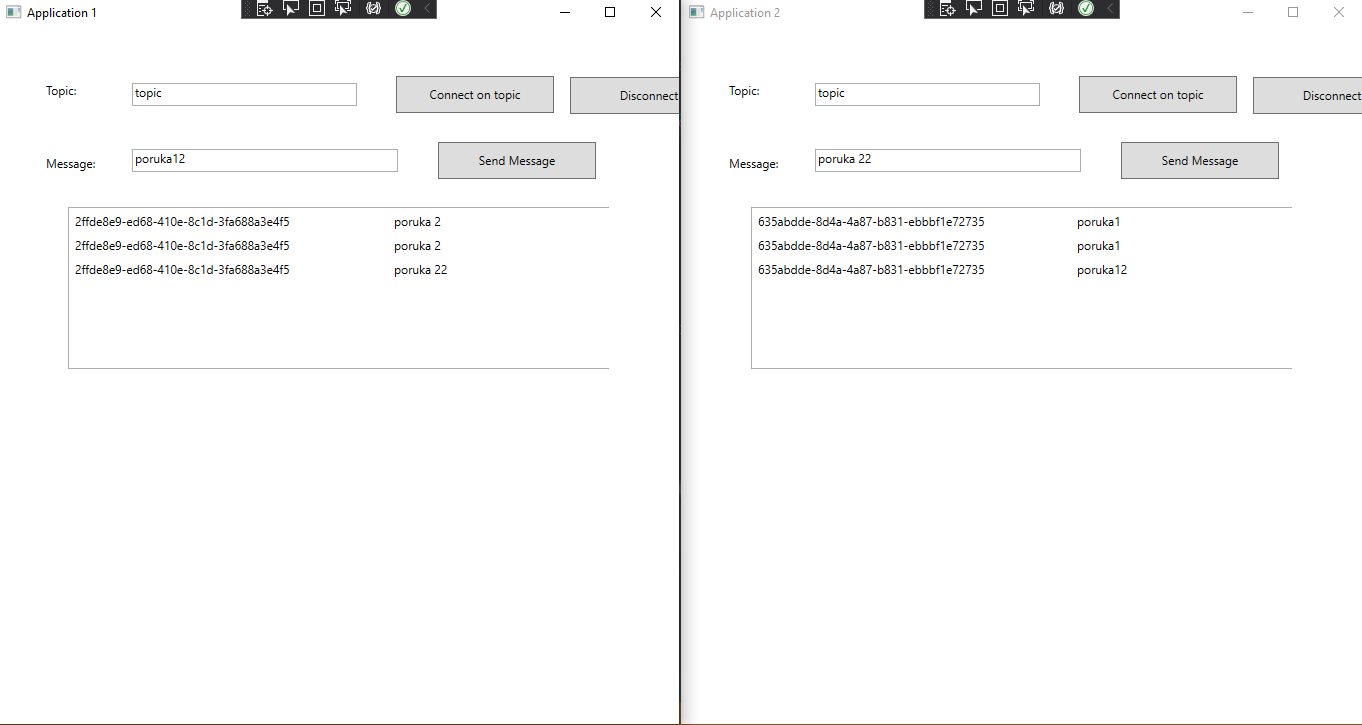 Application 1
Topic:
topic
Connect on topic
Disconnect
Message:
poruka12
Send Message
2ffde8e9-ed68-410e-8c1d-3fa688a3e4f5 poruka 2
2ffde8e9-ed68-410e-8c1d-3fa688a3e4f5 poruka 2
2ffde8e9-ed68-410e-8c1d-3fa688a3e4f5 poruka 22
Application 2
Topic:
topic
Connect on topic
Disconnect
Message:
poruka 22
Send Message
635abdde-8d4a-4a87-b831-ebbbf1e72735 poruka1
635abdde-8d4a-4a87-b831-ebbbf1e72735 poruka1
635abdde-8d4a-4a87-b831-ebbbf1e72735 poruka12